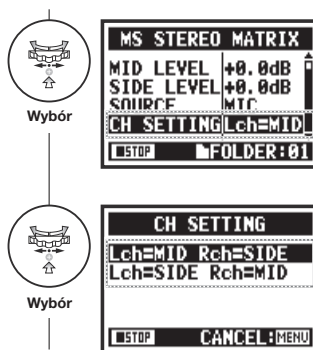 MS STEREO MATRIX
MID LEVEL +0.0dB
SIDE LEVEL +0.0dB
SOURCE MIC
CH SETTING Lch=MID
STOP FOLDER:01
Wybór
CH SETTING
Lch=MID Rch=SIDE
Lch=SIDE Rch=MID
STOP CANCEL:MENU
Wybór